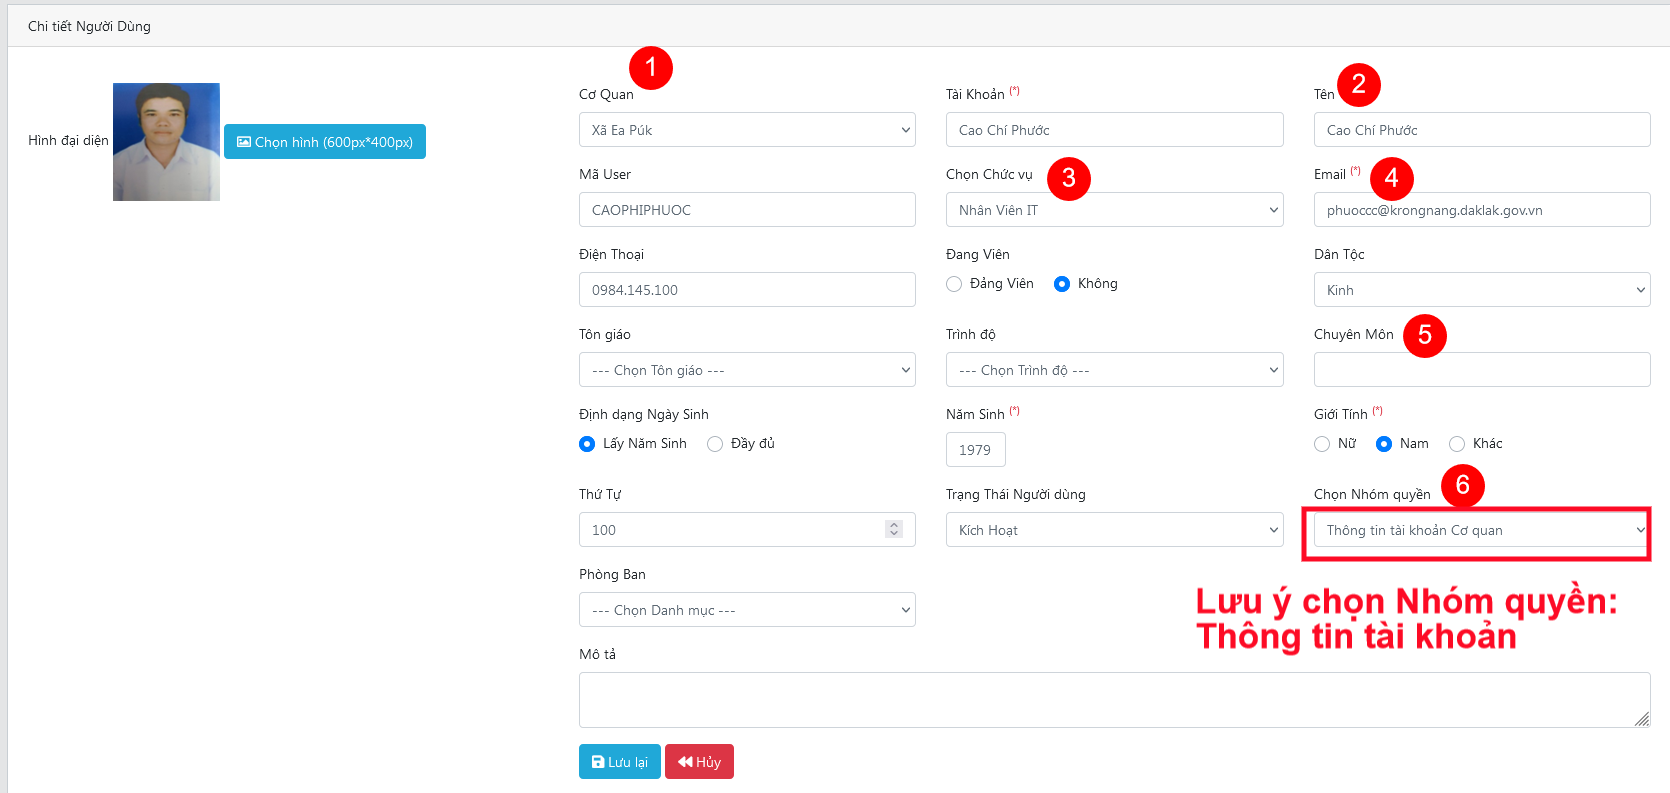 Chi tiết Người Dùng
Hình đại diện
Chọn hình (600px*400px)
1
Cơ Quan
Xã Ea Púk
Tài Khoản (*)
Cao Chí Phước
2
Tên
Cao Chí Phước
Mã User
CAOPHIPHUOC
Chọn Chức vụ
3
Nhân Viên IT
Email (*)
4
phuoccc@krongnang.daklak.gov.vn
Điện Thoại
0984.145.100
Đang Viên
Đảng Viên
Không
Dân Tộc
Kinh
Tôn giáo
--- Chọn Tôn giáo ---
Trình độ
--- Chọn Trình độ ---
Chuyên Môn
5
Định dạng Ngày Sinh
Lấy Năm Sinh
Đầy đủ
Năm Sinh (*)
1979
Giới Tính (*)
Nữ
Nam
Khác
Thứ Tự
100
Trạng Thái Người dùng
Kích Hoạt
Chọn Nhóm quyền
6
Thông tin tài khoản Cơ quan
Phòng Ban
--- Chọn Danh mục ---
Lưu ý chọn Nhóm quyền:
Thông tin tài khoản
Mô tả
Lưu lại
Hủy